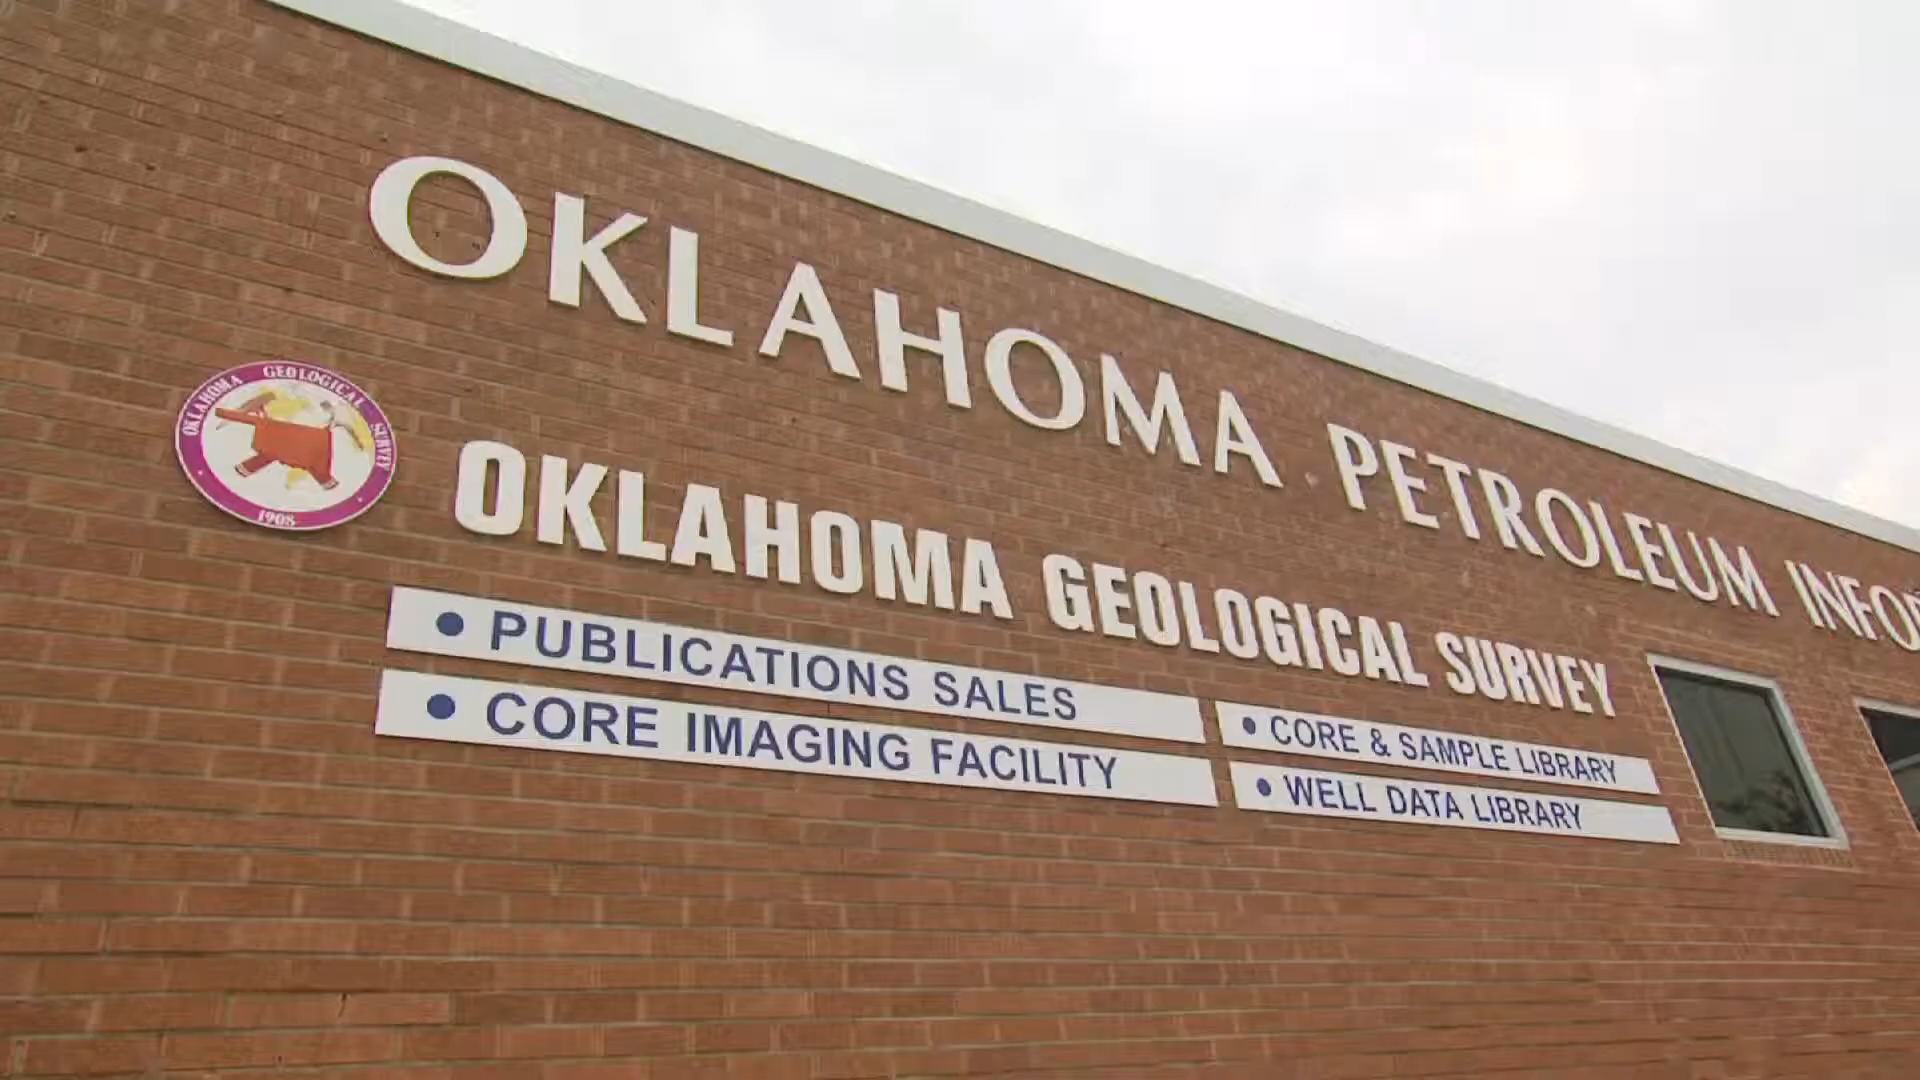 OKLAHOMA PETROLEUM INFO
OKLAHOMA GEOLOGICAL SURVEY
1908
OKLAHOMA GEOLOGICAL SURVEY
• PUBLICATIONS SALES
• CORE IMAGING FACILITY
• CORE & SAMPLE LIBRARY
• WELL DATA LIBRARY